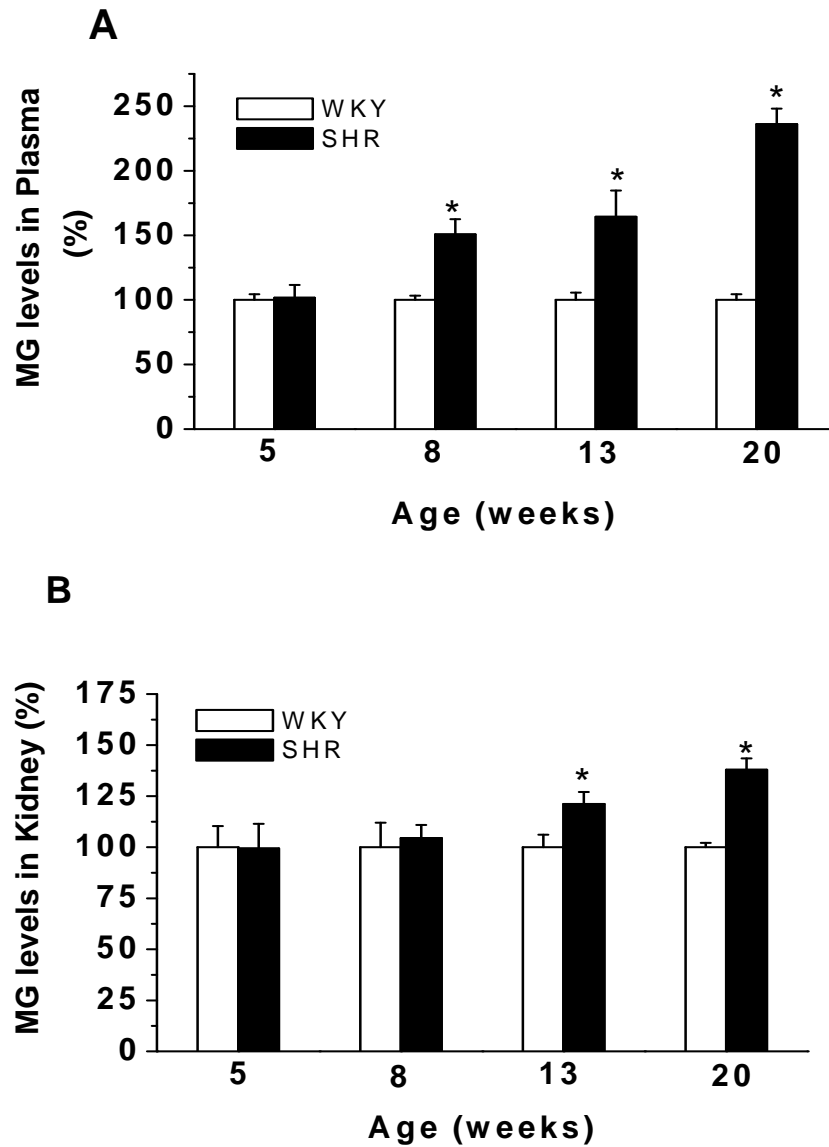 A
MG levels in Plasma
(%)
250
200
150
100
50
0
WKY
SHR
*
*
*
5 8 13 20
Age (weeks)
B
MG levels in Kidney (%)
175
150
125
100
75
50
25
0
WKY
SHR
*
*
5 8 13 20
Age (weeks)